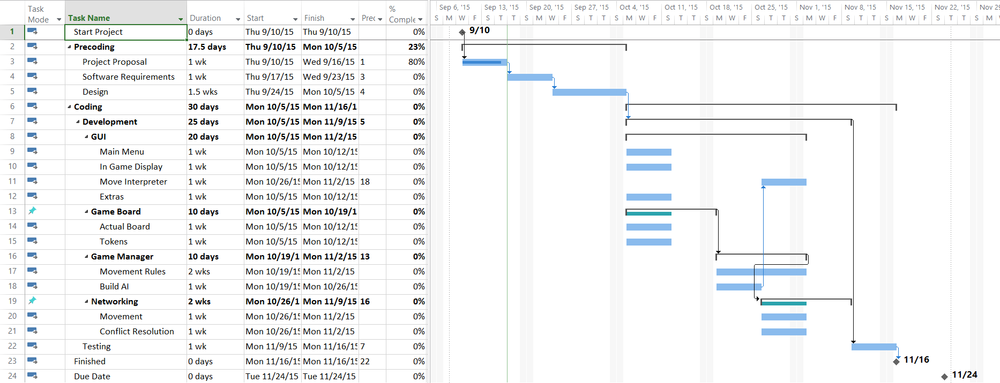 Task Mode Task Name Duration Start Finish Prec % Comple
Sep 6, '15 Sep 13, '15 Sep 20, '15 Sep 27, '15 Oct 4, '15 Oct 11, '15 Oct 18, '15 Oct 25, '15 Nov 1, '15 Nov 8, '15 Nov 15, '15 Nov 22, '15 Nov 29
S M W F S T T S M W F S T T S M W F S T T S M W F S T T S M W F S T T S M W
1 Start Project 0 days Thu 9/10/15 Thu 9/10/15 0% 9/10
2 Precoding 17.5 days Thu 9/10/15 Mon 10/5/15 23%
3 Project Proposal 1 wk Thu 9/10/15 Wed 9/16/15 1 80%
4 Software Requirements 1 wk Thu 9/17/15 Wed 9/23/15 3 0%
5 Design 1.5 wks Thu 9/24/15 Mon 10/5/15 4 0%
6 Coding 30 days Mon 10/5/15 Mon 11/16/1 0%
7 Development 25 days Mon 10/5/15 Mon 11/9/15 5 0%
8 GUI 20 days Mon 10/5/15 Mon 11/2/15 0%
9 Main Menu 1 wk Mon 10/5/15 Mon 10/12/15 0%
10 In Game Display 1 wk Mon 10/5/15 Mon 10/12/15 0%
11 Move Interpreter 1 wk Mon 10/26/15 Mon 11/2/15 18 0%
12 Extras 1 wk Mon 10/5/15 Mon 10/12/15 0%
13 Game Board 10 days Mon 10/5/15 Mon 10/19/1 0%
14 Actual Board 1 wk Mon 10/5/15 Mon 10/12/15 0%
15 Tokens 1 wk Mon 10/5/15 Mon 10/12/15 0%
16 Game Manager 10 days Mon 10/19/1 Mon 11/2/15 13 0%
17 Movement Rules 2 wks Mon 10/19/15 Mon 11/2/15 0%
18 Build AI 1 wk Mon 10/19/15 Mon 10/26/15 0%
19 Networking 2 wks Mon 10/26/1 Mon 11/9/15 16 0%
20 Movement 1 wk Mon 10/26/15 Mon 11/2/15 0%
21 Conflict Resolution 1 wk Mon 10/26/15 Mon 11/2/15 0%
22 Testing 1 wk Mon 11/9/15 Mon 11/16/15 7 0%
23 Finished 0 days Mon 11/16/15 Mon 11/16/15 22 0% 11/16
24 Due Date 0 days Tue 11/24/15 Tue 11/24/15 0% 11/24